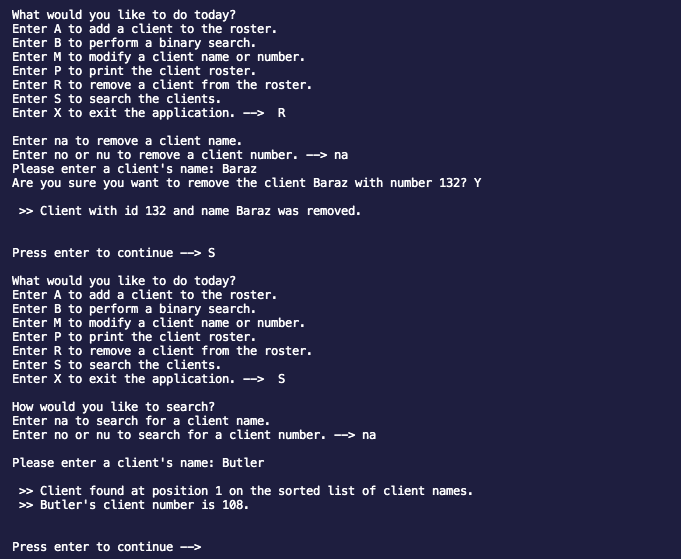 What would you like to do today?
Enter A to add a client to the roster.
Enter B to perform a binary search.
Enter M to modify a client name or number.
Enter P to print the client roster.
Enter R to remove a client from the roster.
Enter S to search the clients.
Enter X to exit the application. -->  R

Enter na to remove a client name.
Enter no or nu to remove a client number. --> na
Please enter a client's name: Baraz
Are you sure you want to remove the client Baraz with number 132? Y

 >> Client with id 132 and name Baraz was removed.


Press enter to continue --> S

What would you like to do today?
Enter A to add a client to the roster.
Enter B to perform a binary search.
Enter M to modify a client name or number.
Enter P to print the client roster.
Enter R to remove a client from the roster.
Enter S to search the clients.
Enter X to exit the application. -->  S

How would you like to search?
Enter na to search for a client name.
Enter no or nu to search for a client number. --> na

Please enter a client's name: Butler

 >> Client found at position 1 on the sorted list of client names.
 >> Butler's client number is 108.


Press enter to continue -->